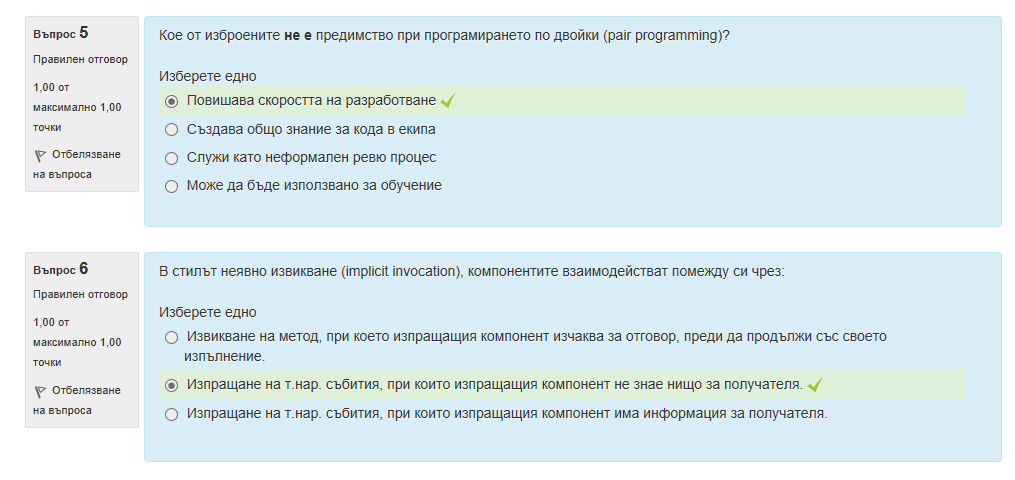 Въпрос 5
Правилен отговор
1,00 от
максимално 1,00
точки
Отбелязване
на въпроса
Кое от изброените не е предимство при програмирането по двойки (pair programming)?
Изберете едно
Повишава скоростта на разработване
Създава общо знание за кода в екипа
Служи като неформален ревю процес
Може да бъде използвано за обучение
Въпрос 6
Правилен отговор
1,00 от
максимално 1,00
точки
Отбелязване
на въпроса
В стилът неявно извикване (implicit invocation), компонентите взаимодействат помежду си чрез:
Изберете едно
Извикване на метод, при което изпращащия компонент изчаква за отговор, преди да продължи със своето
изпълнение.
Изпращане на т.нар. събития, при които изпращащия компонент не знае нищо за получателя.
Изпращане на т.нар. събития, при които изпращащия компонент има информация за получателя.